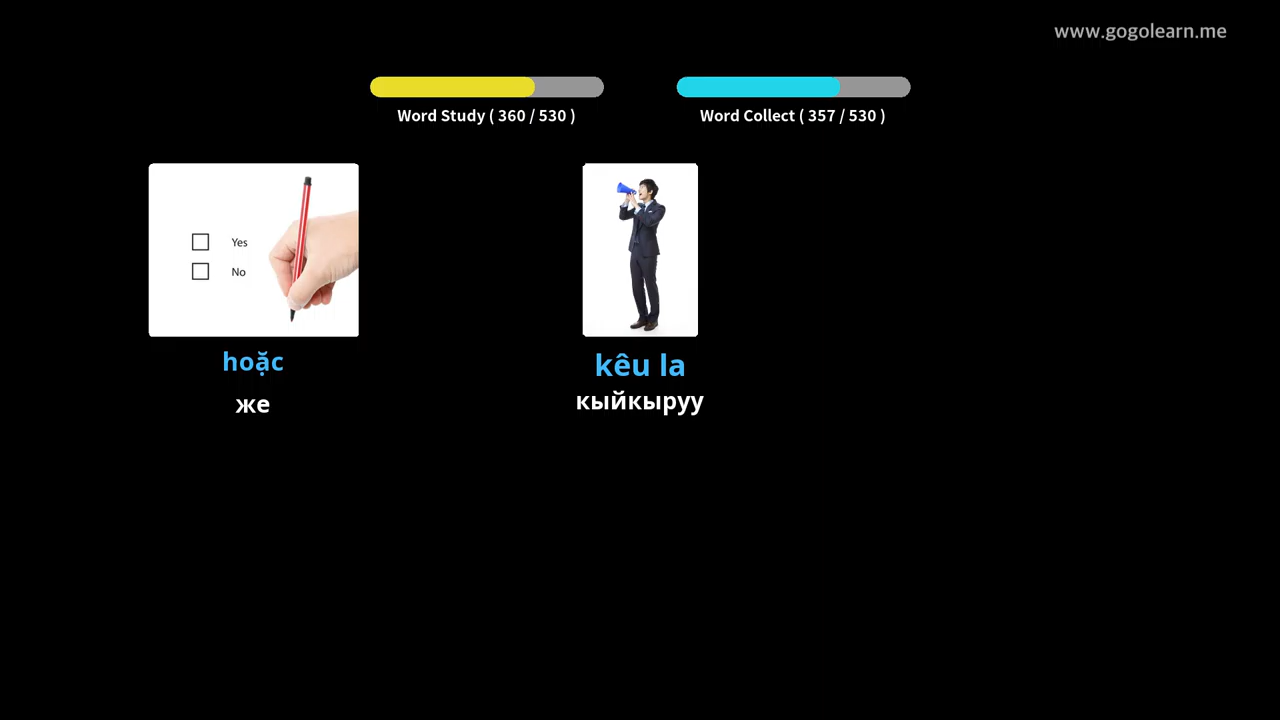 www.gogolearn.me
Word Study ( 360 / 530 )
Word Collect ( 357 / 530 )
Yes
No
hoặc
же
kêu la
кыйкыруу